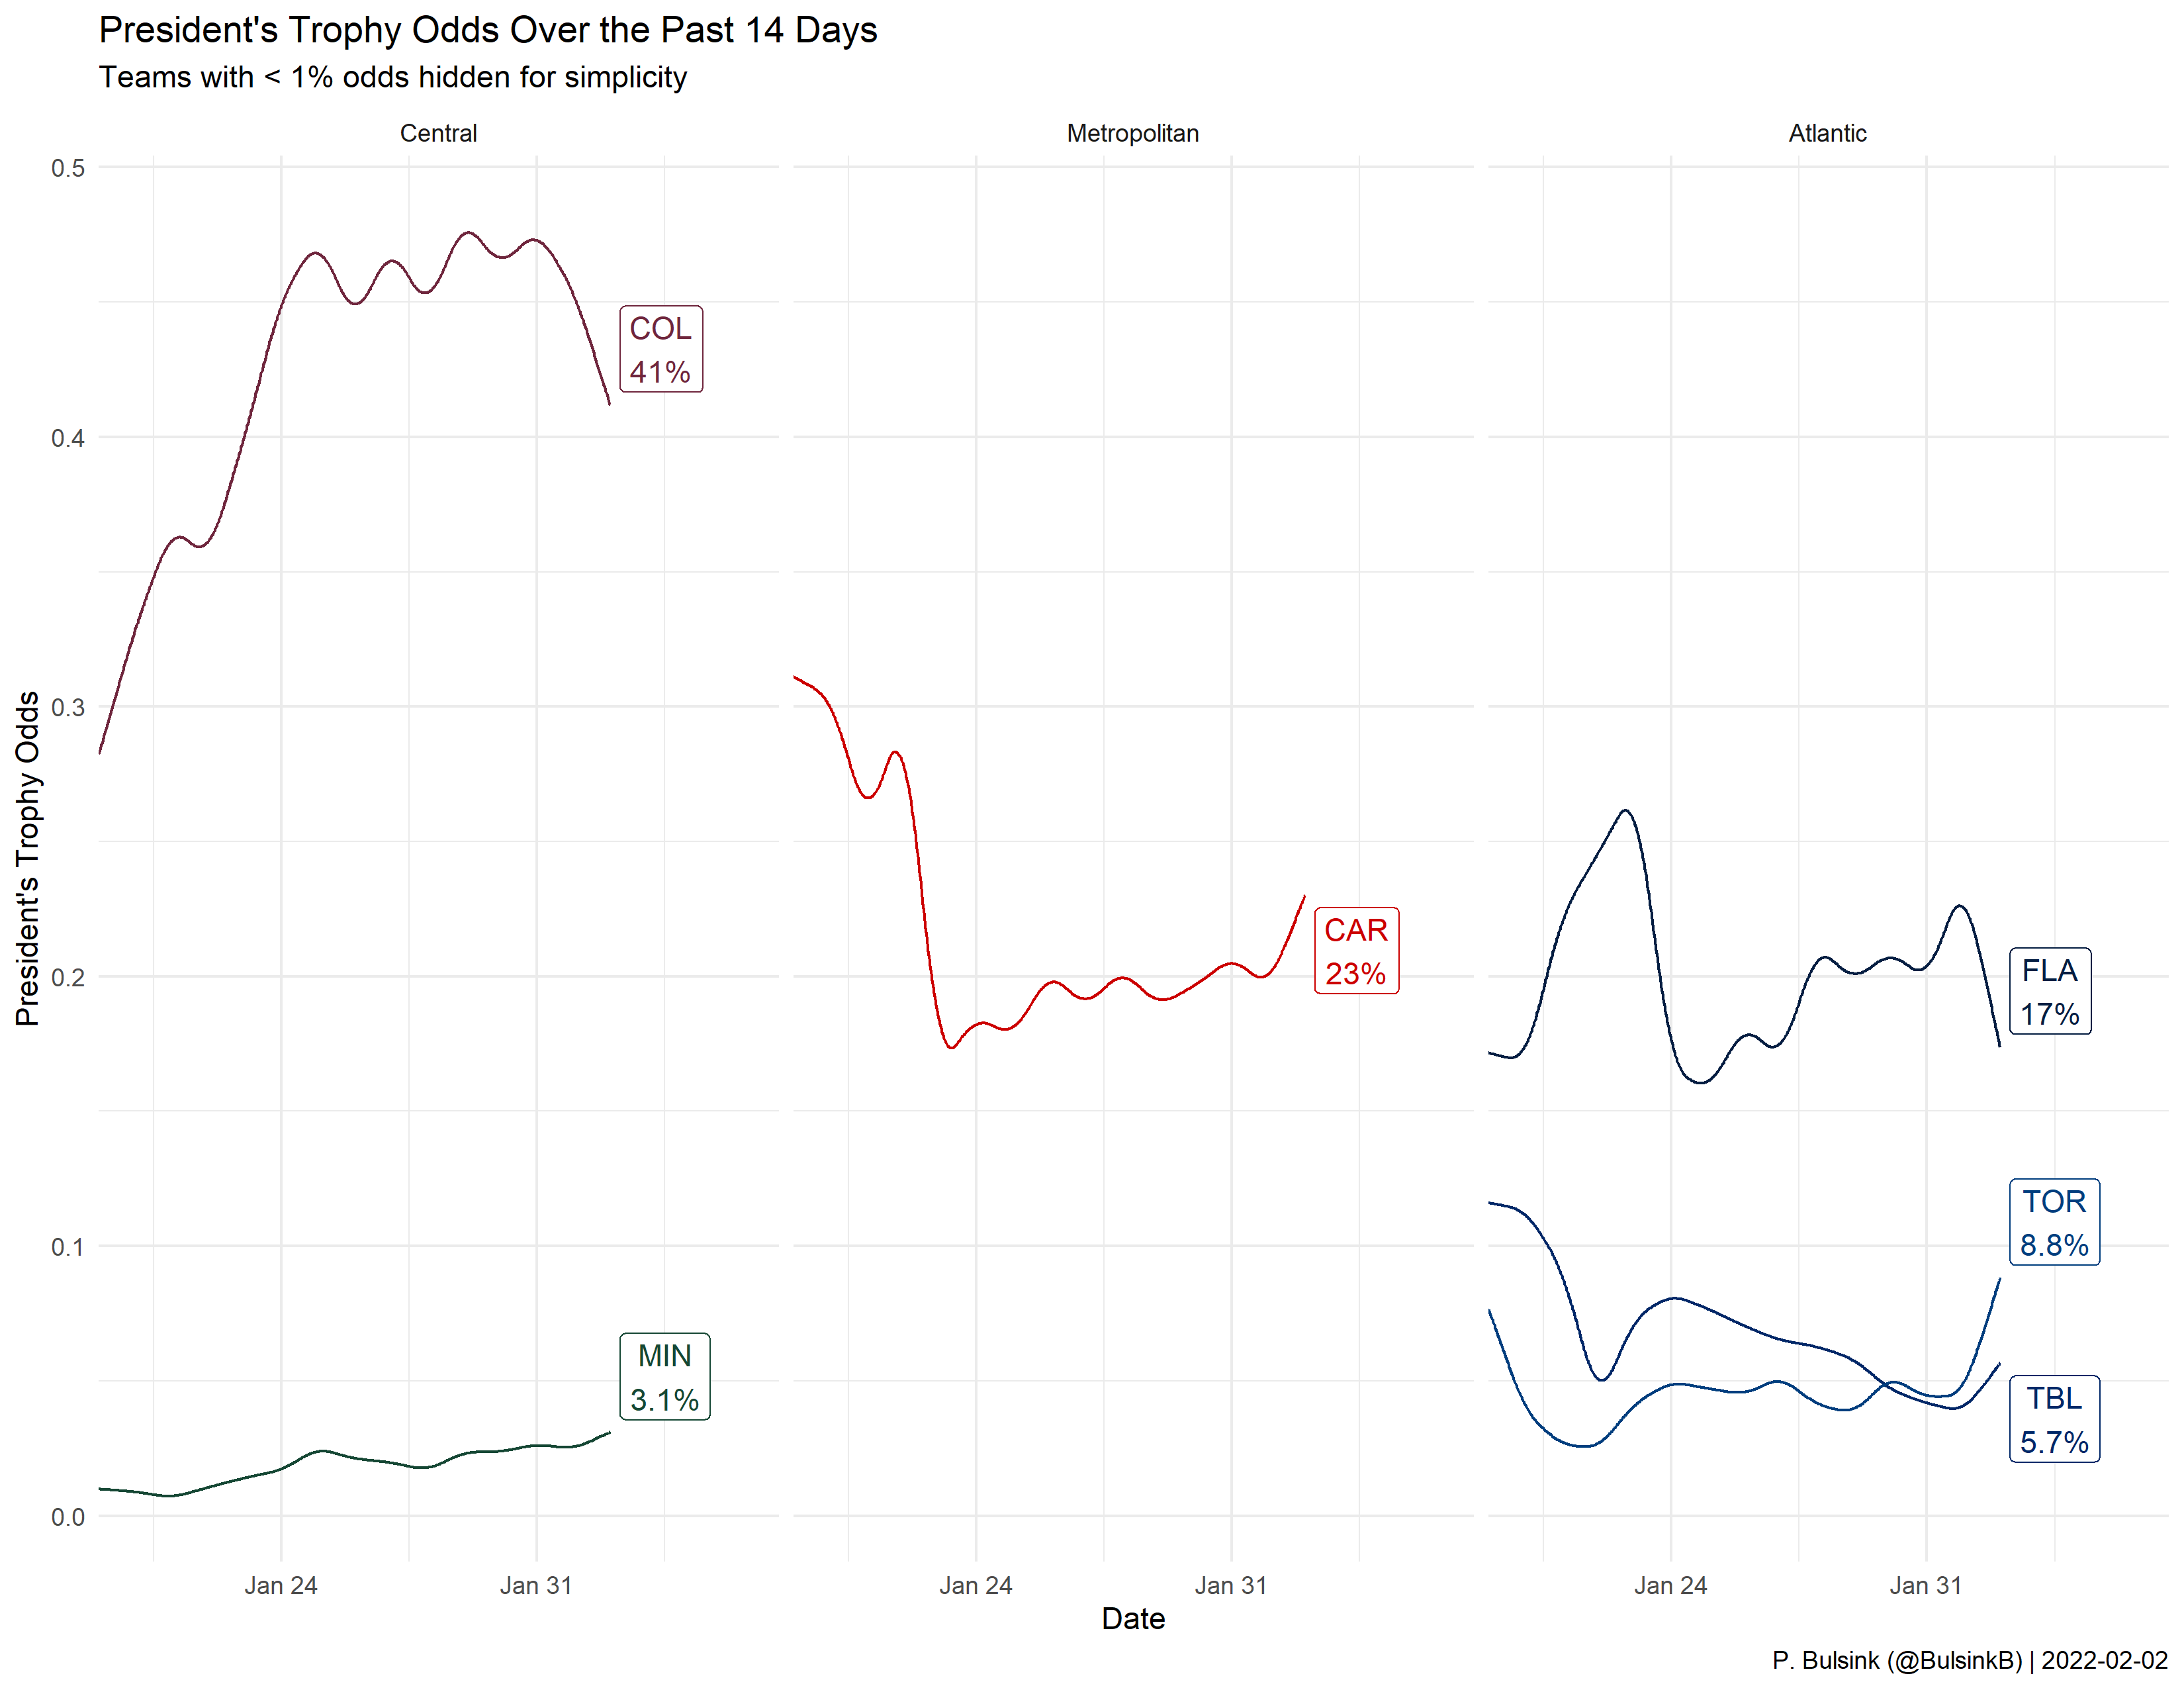 President's Trophy Odds Over the Past 14 Days
Teams with < 1% odds hidden for simplicity
Central
Metropolitan
Atlantic
President's Trophy Odds
0.5
0.4
0.3
0.2
0.1
0.0
COL
41%
MIN
3.1%
CAR
23%
FLA
17%
TOR
8.8%
TBL
5.7%
Jan 24
Jan 31
Jan 24
Jan 31
Jan 24
Jan 31
Date
P. Bulsink (@BulsinkB) | 2022-02-02